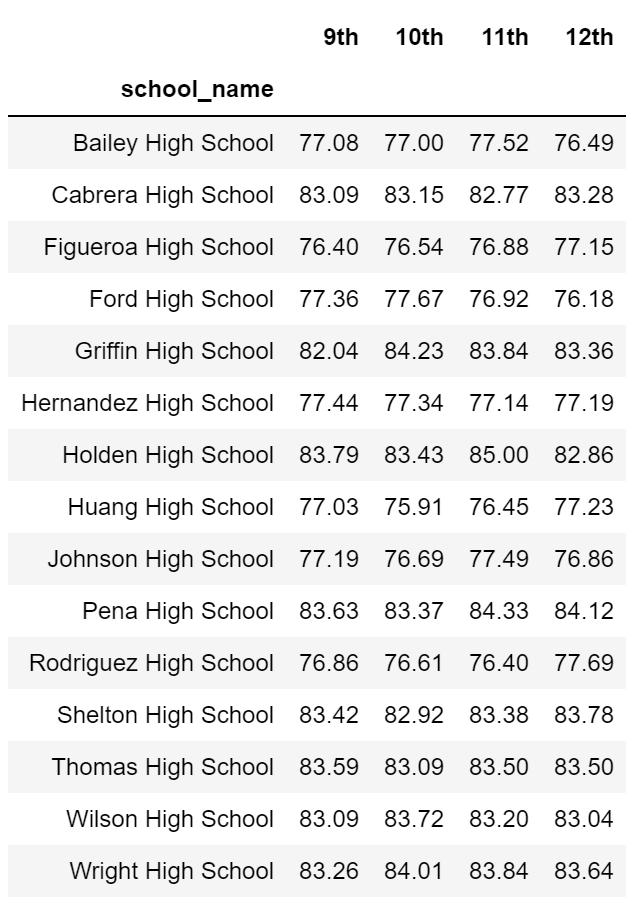 9th 10th 11th 12th
school_name
Bailey High School 77.08 77.00 77.52 76.49
Cabrera High School 83.09 83.15 82.77 83.28
Figueroa High School 76.40 76.54 76.88 77.15
Ford High School 77.36 77.67 76.92 76.18
Griffin High School 82.04 84.23 83.84 83.36
Hernandez High School 77.44 77.34 77.14 77.19
Holden High School 83.79 83.43 85.00 82.86
Huang High School 77.03 75.91 76.45 77.23
Johnson High School 77.19 76.69 77.49 76.86
Pena High School 83.63 83.37 84.33 84.12
Rodriguez High School 76.86 76.61 76.40 77.69
Shelton High School 83.42 82.92 83.38 83.78
Thomas High School 83.59 83.09 83.50 83.50
Wilson High School 83.09 83.72 83.20 83.04
Wright High School 83.26 84.01 83.84 83.64